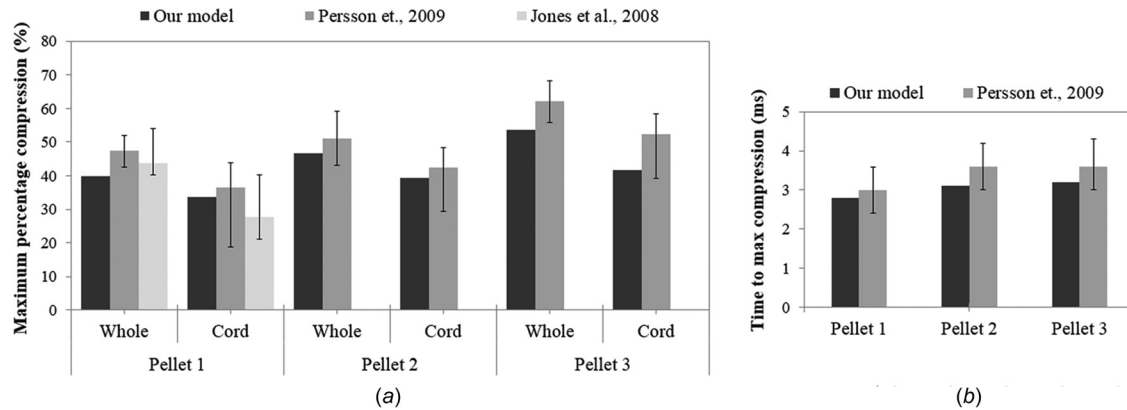 Our model Persson et., 2009 Jones et al., 2008
Maximum percentage compression (%)
80
70
60
50
40
30
20
10
0
Whole Cord Whole Cord Whole Cord
Pellet 1 Pellet 2 Pellet 3
(a)
Our model Persson et., 2009
Time to max compression (ms)
5
4
3
2
1
0
Pellet 1 Pellet 2 Pellet 3
(b)